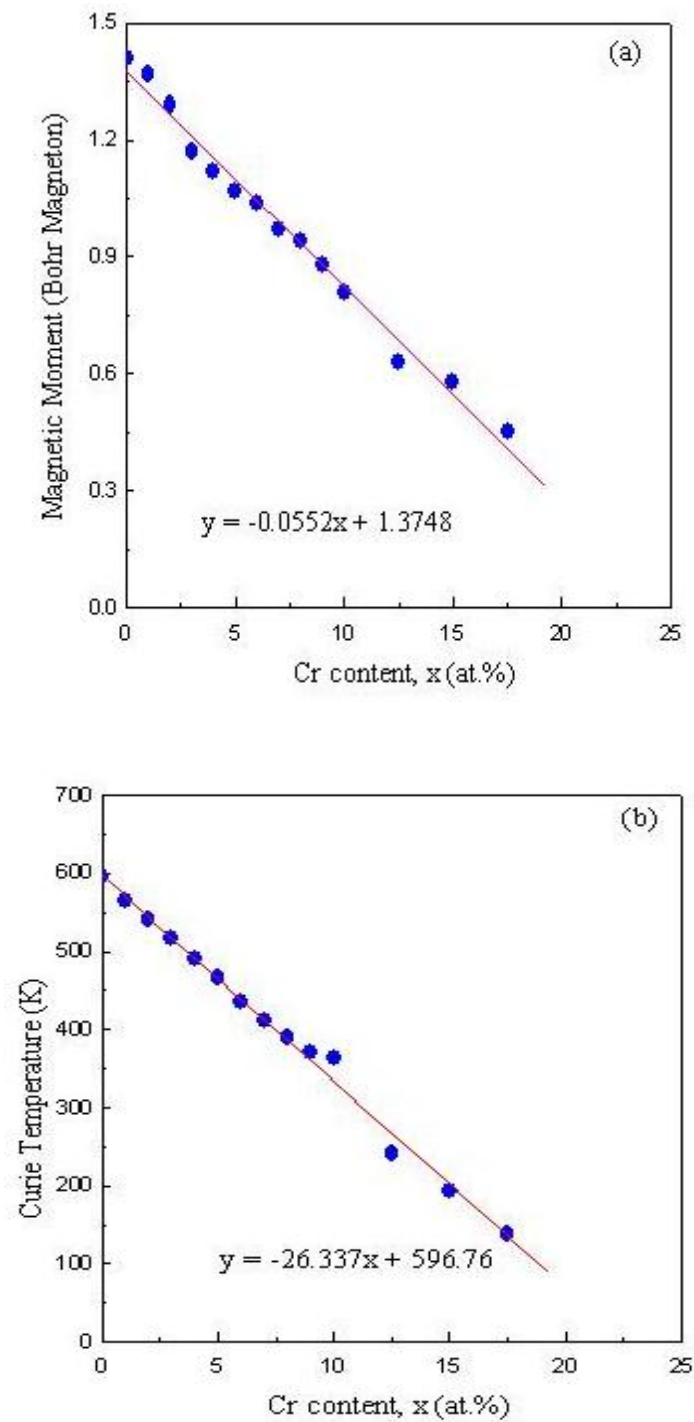 (a)
Magnetic Moment (Bohr Magneton)
1.5
1.2
0.9
0.6
0.3
0.0
y = -0.0552x + 1.3748
0 5 10 15 20 25
Cr content, x (at.%)
(b)
Curie Temperature (K)
700
600
500
400
300
200
100
0
y = -26.337x + 596.76
0 5 10 15 20 25
Cr content, x (at.%)